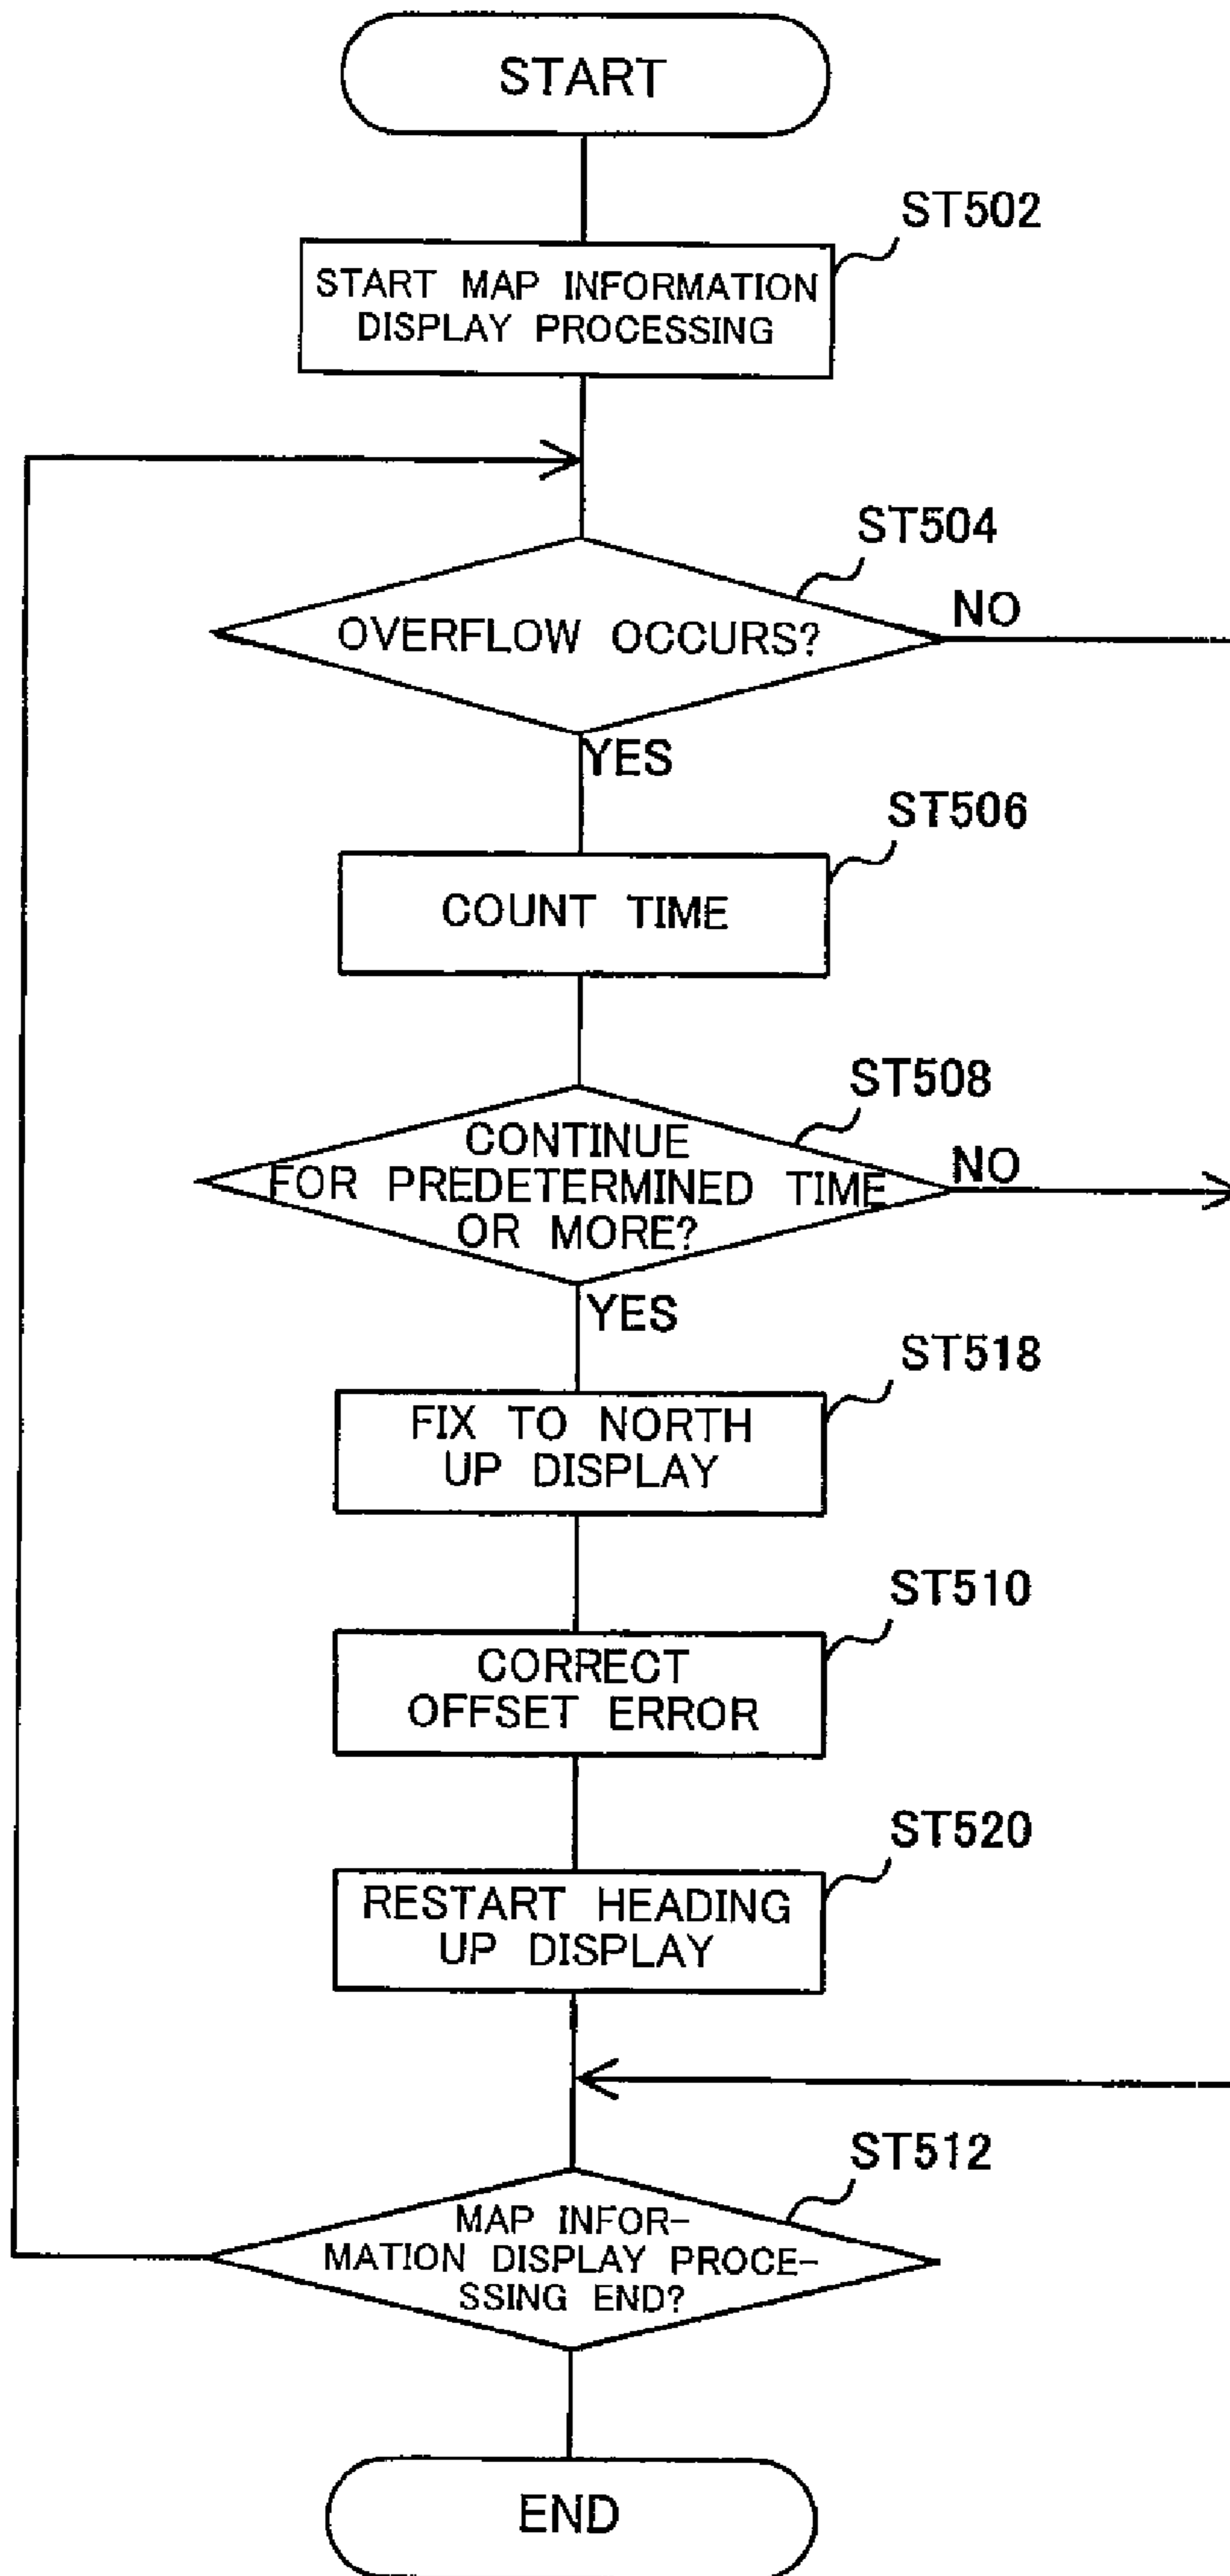 START
ST502
START MAP INFORMATION
DISPLAY PROCESSING
ST504
OVERFLOW OCCURS?
NO
YES
ST506
COUNT TIME
ST508
CONTINUE
FOR PREDETERMINED TIME
OR MORE?
NO
YES
ST518
FIX TO NORTH
UP DISPLAY
ST510
CORRECT
OFFSET ERROR
ST520
RESTART HEADING
UP DISPLAY
ST512
MAP INFOR-
MATION DISPLAY PROCE-
SSING END?
END